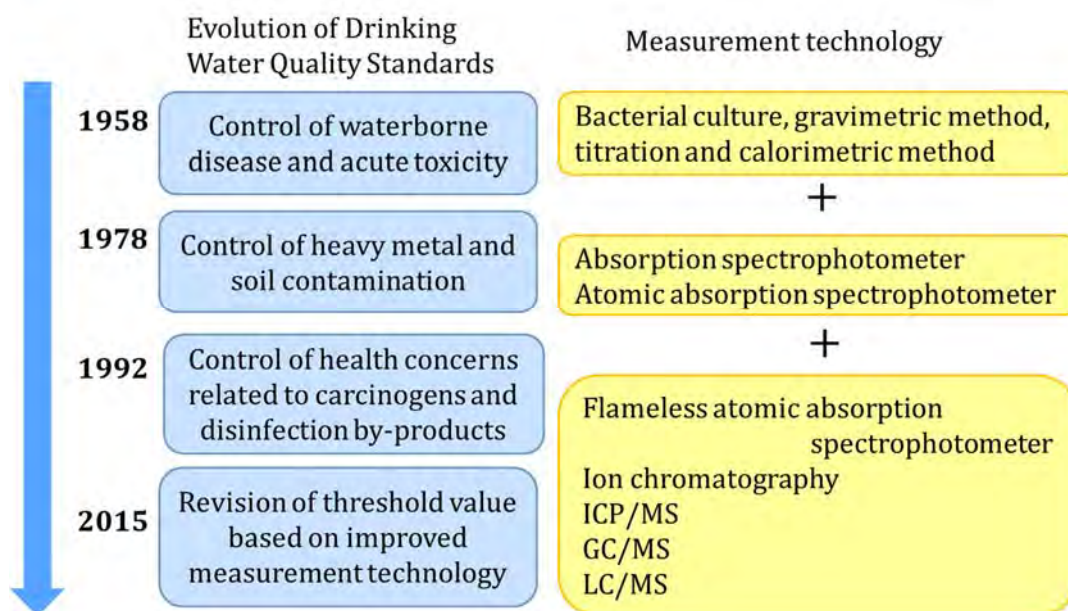 Evolution of Drinking
Water Quality Standards
Measurement technology
1958
Control of waterborne
disease and acute toxicity
Bacterial culture, gravimetric method,
titration and calorimetric method
+
1978
Control of heavy metal and
soil contamination
Absorption spectrophotometer
Atomic absorption spectrophotometer
+
1992
Control of health concerns
related to carcinogens and
disinfection by-products
Flameless atomic absorption
spectrophotometer
Ion chromatography
ICP/MS
GC/MS
LC/MS
2015
Revision of threshold value
based on improved
measurement technology